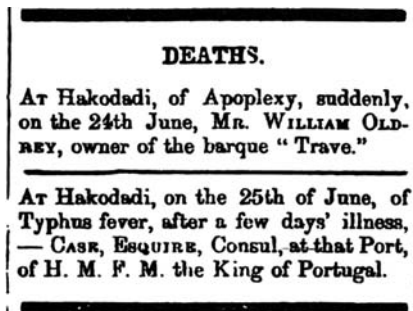 DEATHS.
AT Hakodadi, of Apoplexy, suddenly,
on the 24th June, MR. WILLIAM OLD-
REY, owner of the barque “ Trave.”
AT Hakodadi, on the 25th of June, of
Typhus fever, after a few days’ illness,
— CASE, ESQUIRE, Consul, at that Port,
of H. M. F. M. the King of Portugal.